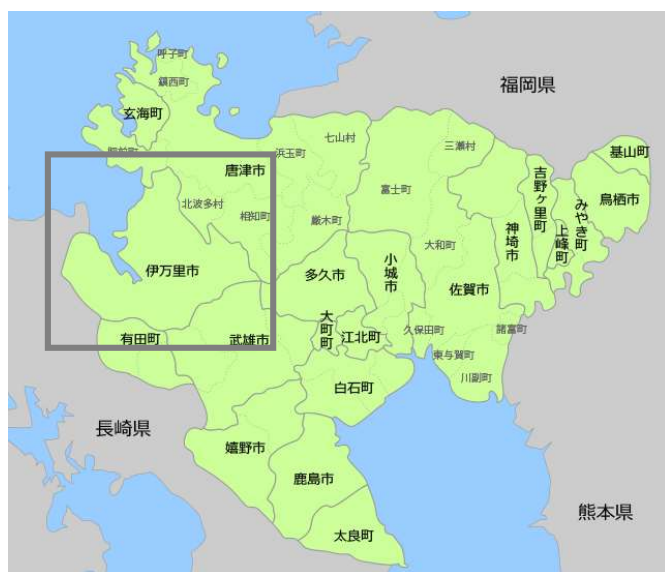 呼子町
鎮西町
玄海町
肥前町
福岡県
七山村
浜玉町
三瀬村
唐津市
基山町
吉野ヶ里町
北波多村
相知町
厳木町
富士町
鳥栖市
みやき町
上峰町
神埼市
大和町
小城市
伊万里市
多久市
佐賀市
大町町
江北町
久保田町
諸富町
有田町
武雄市
東与賀町
川副町
白石町
長崎県
嬉野市
鹿島市
熊本県
太良町